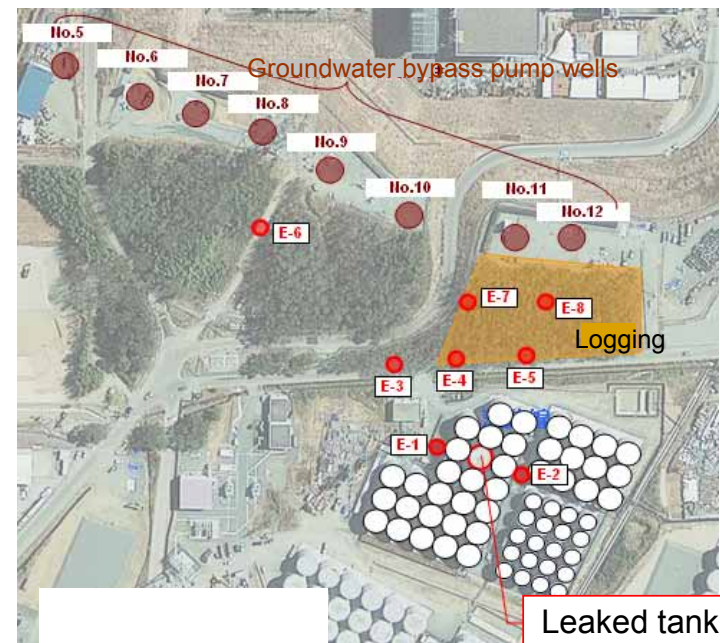 No.5
No.6
No.7
Groundwater bypass pump wells
No.8
No.9
No.10
No.11
No.12
E-6
E-7
E-8
Logging
E-3
E-4
E-5
E-1
E-2
Leaked tank